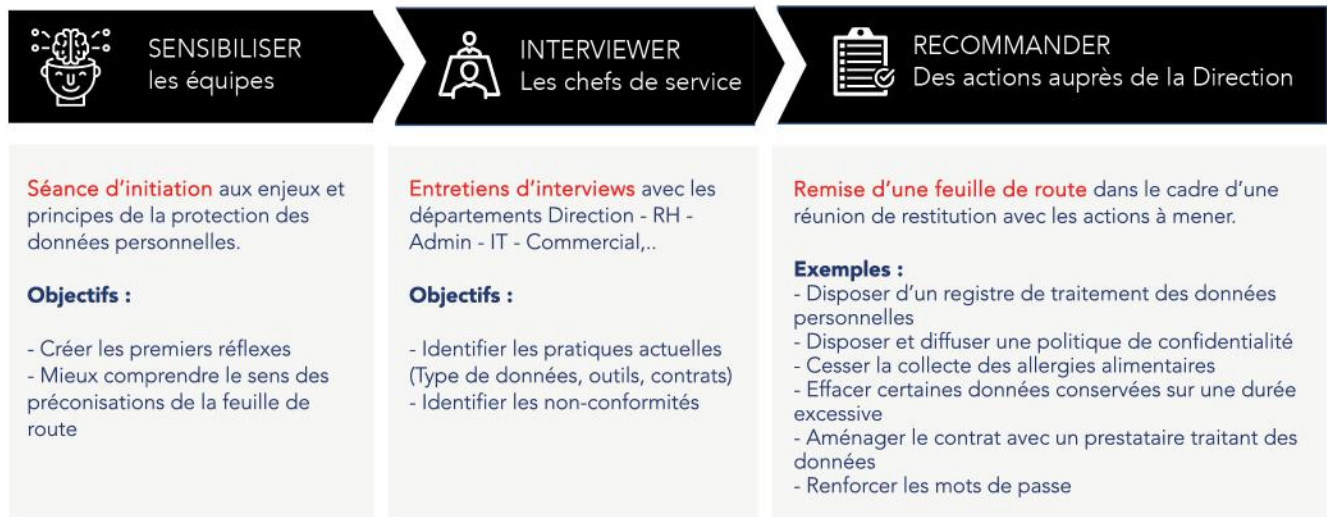 SENSIBILISER
les équipes
INTERVIEWER
Les chefs de service
RECOMMANDER
Des actions auprès de la Direction
Séance d’initiation aux enjeux et
principes de la protection des
données personnelles.
Objectifs :
- Créer les premiers réflexes
- Mieux comprendre le sens des
préconisations de la feuille de
route
Entretiens d’interviews avec les
départements Direction - RH -
Admin - IT - Commercial,..
Objectifs :
- Identifier les pratiques actuelles
(Type de données, outils, contrats)
- Identifier les non-conformités
Remise d’une feuille de route dans le cadre d’une
réunion de restitution avec les actions à mener.
Exemples :
- Disposer d’un registre de traitement des données
personnelles
- Disposer et diffuser une politique de confidentialité
- Cesser la collecte des allergies alimentaires
- Effacer certaines données conservées sur une durée
excessive
- Aménager le contrat avec un prestataire traitant des
données
- Renforcer les mots de passe